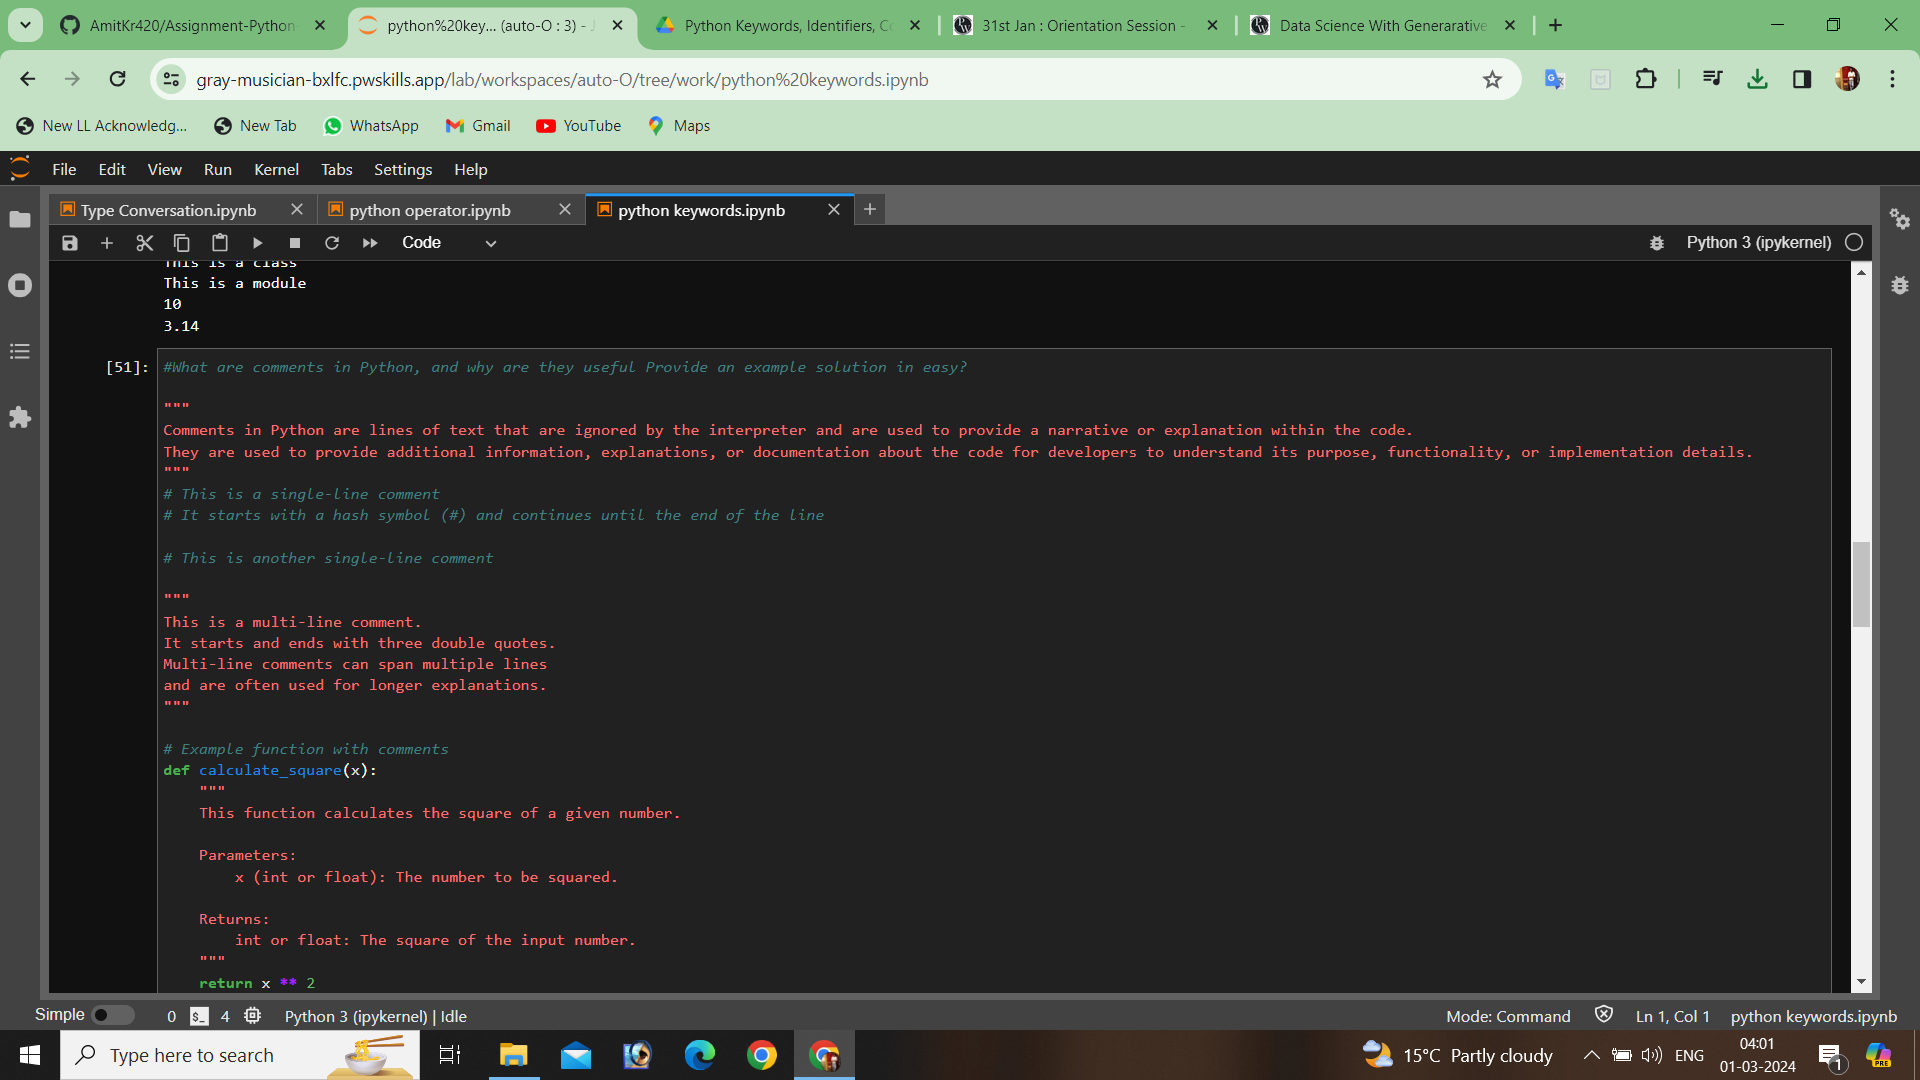 AmitKr420/Assignment-Python-
python%20key... (auto-O : 3) - J
Python Keywords, Identifiers, Co
31st Jan : Orientation Session -
Data Science With Generarative
gray-musician-bxlfc.pwskills.app/lab/workspaces/auto-O/tree/work/python%20keywords.ipynb
New LL Acknowledg...
New Tab
WhatsApp
Gmail
YouTube
Maps
File Edit View Run Kernel Tabs Settings Help
Type Conversation.ipynb
python operator.ipynb
python keywords.ipynb
Code
Python 3 (ipykernel)
This is a class
This is a module
10
3.14
[51]:
#What are comments in Python, and why are they useful Provide an example solution in easy?
"""
Comments in Python are lines of text that are ignored by the interpreter and are used to provide a narrative or explanation within the code.
They are used to provide additional information, explanations, or documentation about the code for developers to understand its purpose, functionality, or implementation details.
"""
# This is a single-line comment
# It starts with a hash symbol (#) and continues until the end of the line
# This is another single-line comment
"""
This is a multi-line comment.
It starts and ends with three double quotes.
Multi-line comments can span multiple lines
and are often used for longer explanations.
"""
# Example function with comments
def calculate_square(x):
"""
This function calculates the square of a given number.
Parameters:
x (int or float): The number to be squared.
Returns:
int or float: The square of the input number.
"""
return x ** 2
Simple
0
$_
4
Python 3 (ipykernel) | Idle
Mode: Command
Ln 1, Col 1
python keywords.ipynb
Type here to search
15°C Partly cloudy
ENG
04:01
01-03-2024
1
PRE